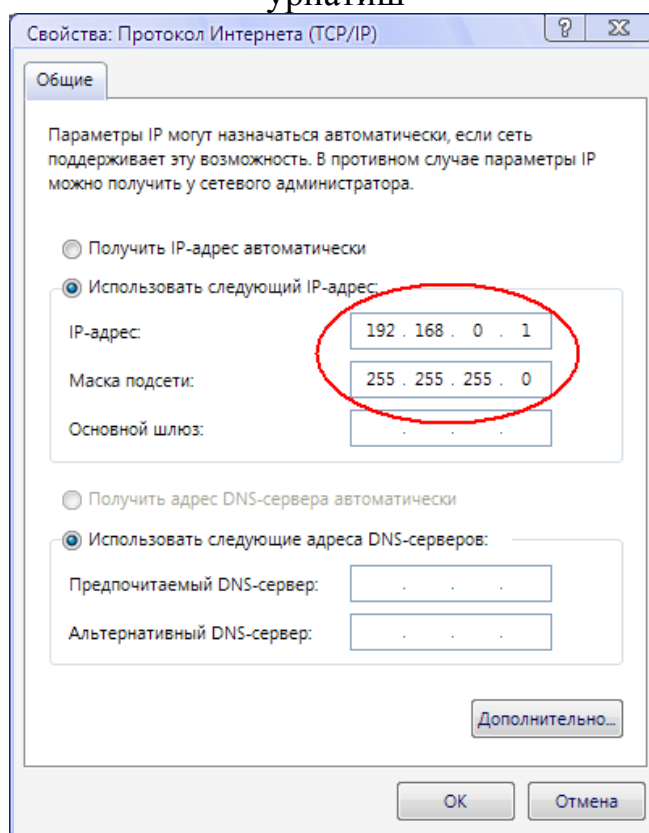 урнатиш
Свойства: Протокол Интернета (TCP/IP)
Общие
Параметры IP могут назначаться автоматически, если сеть
поддерживает эту возможность. В противном случае параметры IP
можно получить у сетевого администратора.
Получить IP-адрес автоматически
Использовать следующий IP-адрес:
IP-адрес: 192 . 168 . 0 . 1
Маска подсети: 255 . 255 . 255 . 0
Основной шлюз: . . .
Получить адрес DNS-сервера автоматически
Использовать следующие адреса DNS-серверов:
Предпочитаемый DNS-сервер: . . .
Альтернативный DNS-сервер: . . .
Дополнительно...
ОК Отмена